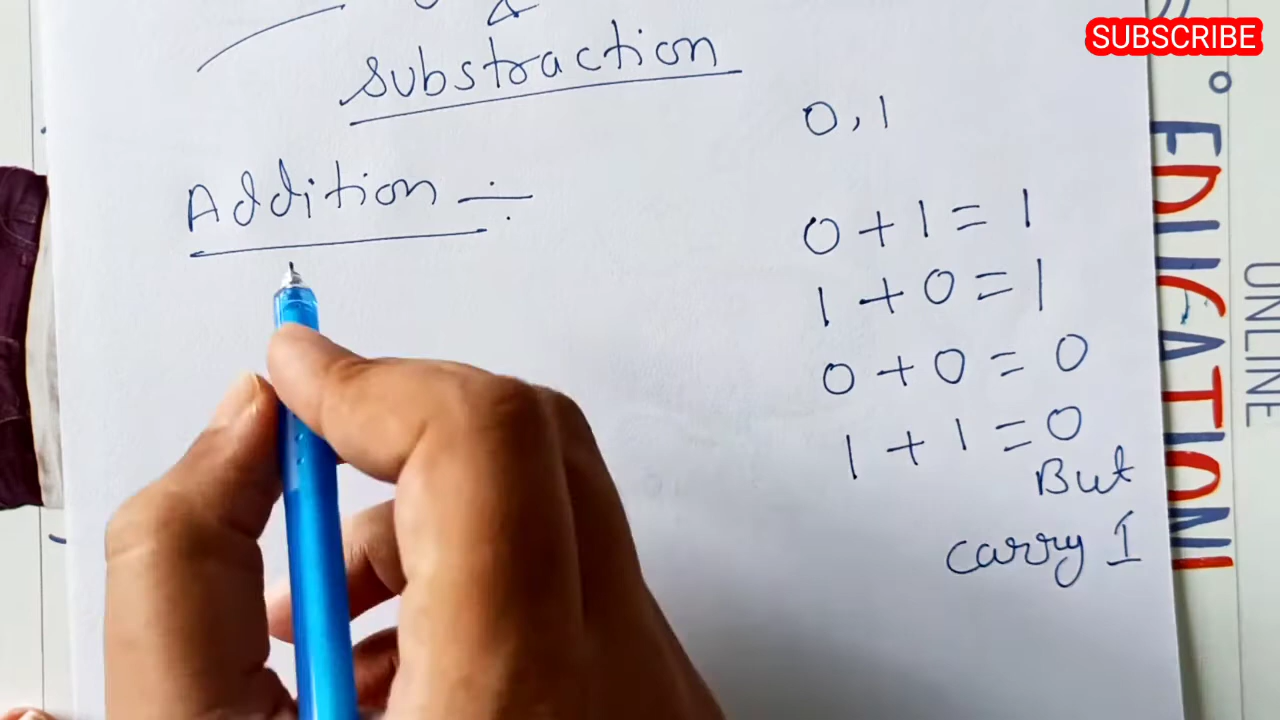 SUBSCRIBE
&
Substraction
0,1
Addition ÷
0 + 1 = 1
1 + 0 = 1
0 + 0 = 0
1 + 1 = 0
But
carry I
EDUCATION
ONLINE